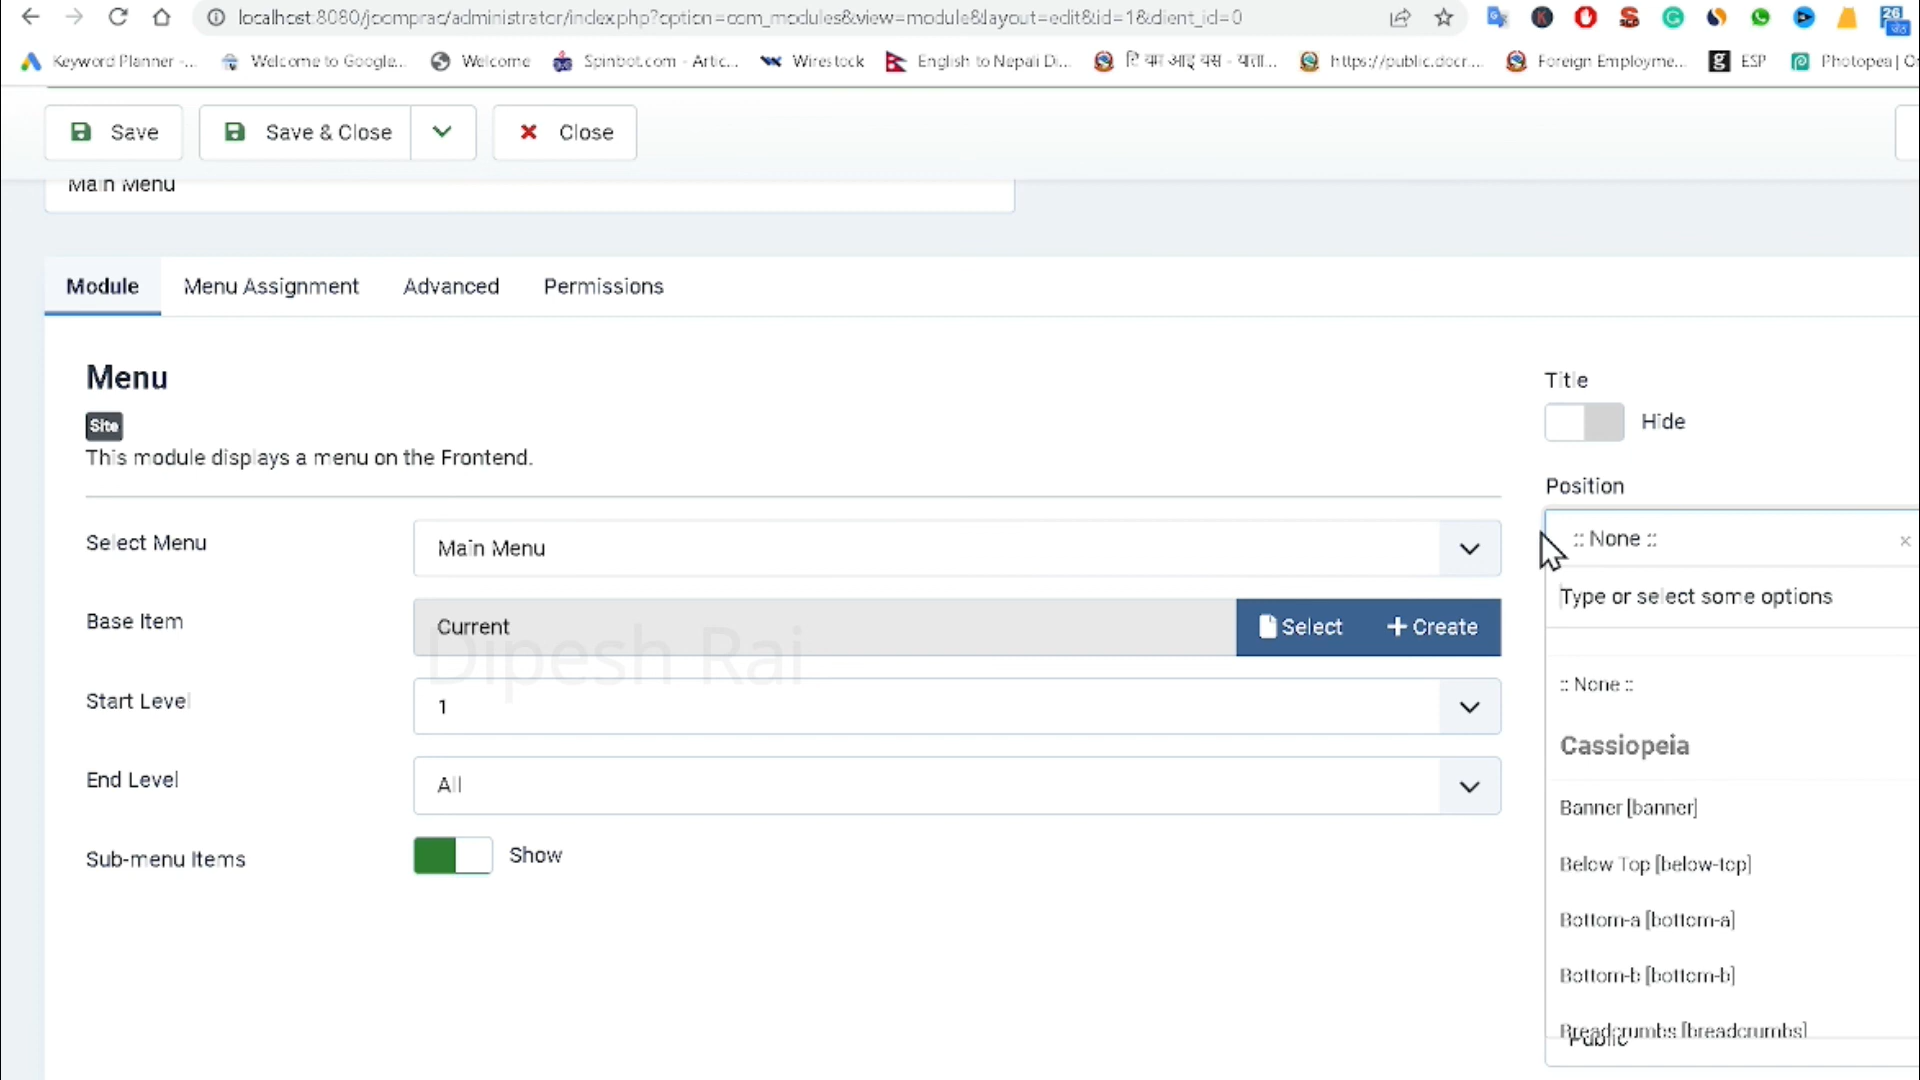 localhost:8080/joomprac/administrator/index.php?option=com_modules&view=module&layout=edit&id=1&client_id=0
26
Keyword Planner -... Welcome to Google... Welcome Spinbot.com - Artic... Wirestock English to Nepali Di... https://public.docr.... Foreign Employme... ESP Photopea | O
Save Save & Close Close
Main Menu
Module Menu Assignment Advanced Permissions
Menu
Site
This module displays a menu on the Frontend.
Title
Hide
Position
:: None ::
Type or select some options
:: None ::
Cassiopeia
Banner [banner]
Below Top [below-top]
Bottom-a [bottom-a]
Bottom-b [bottom-b]
Breadcrumbs [breadcrumbs]
Public
Select Menu Main Menu
Base Item Current Select Create
Dipesh Rai
Start Level 1
End Level All
Sub-menu Items Show